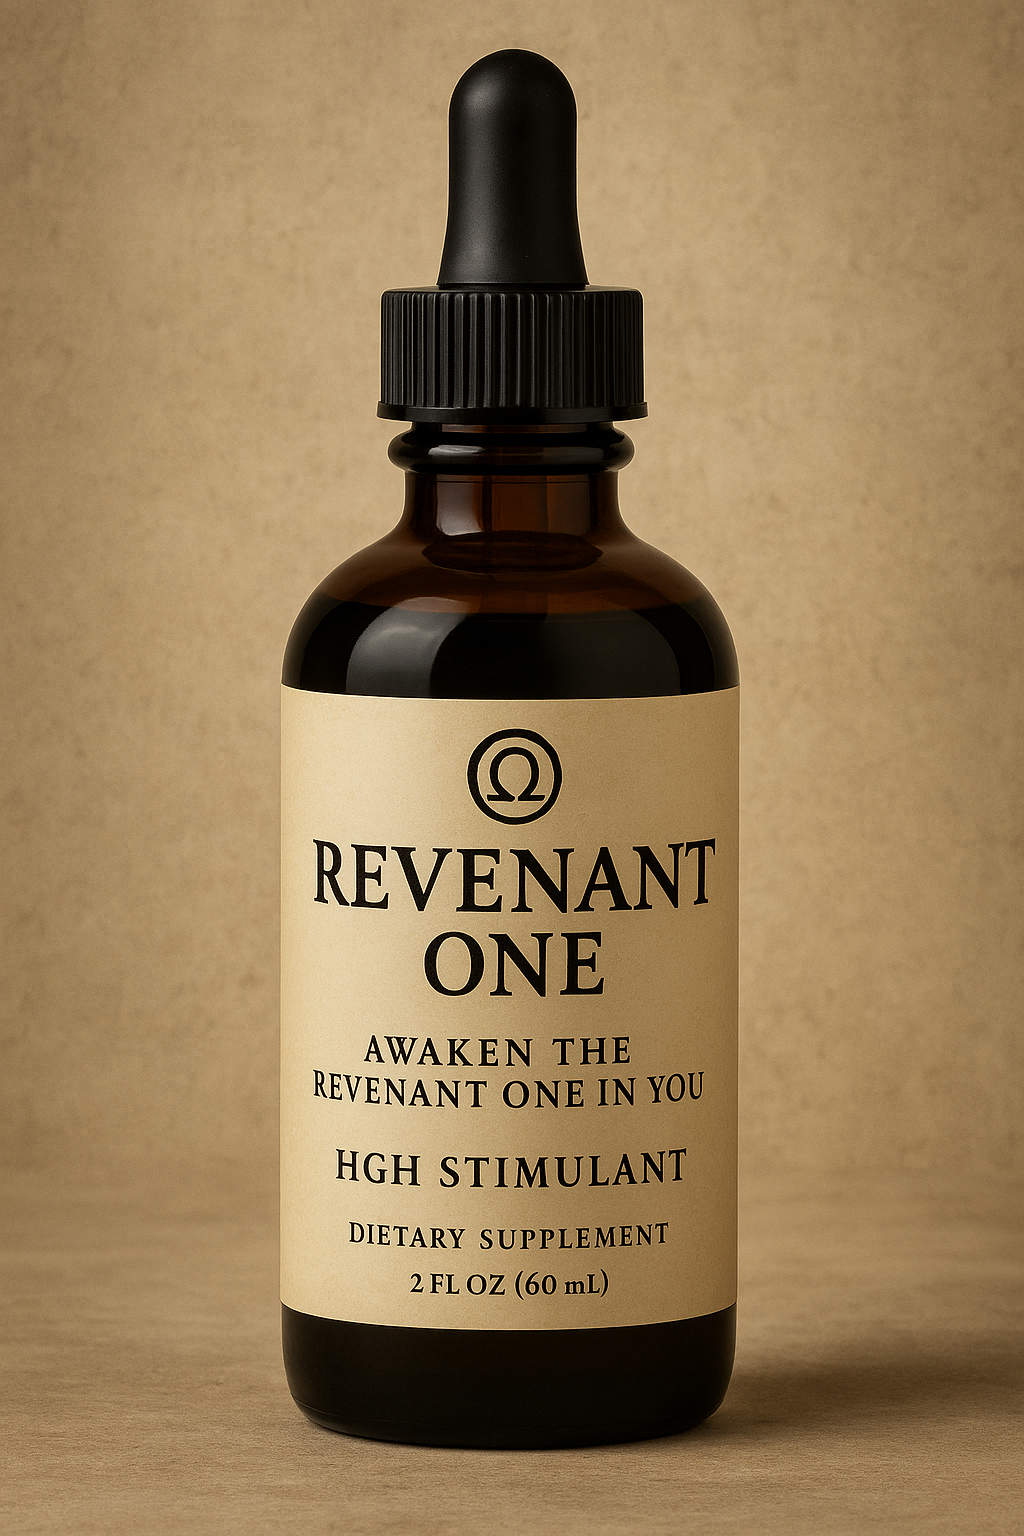 Ω
REVENANT
ONE
AWAKEN THE
REVENANT ONE IN YOU
HGH STIMULANT
DIETARY SUPPLEMENT
2 FL OZ (60 mL)